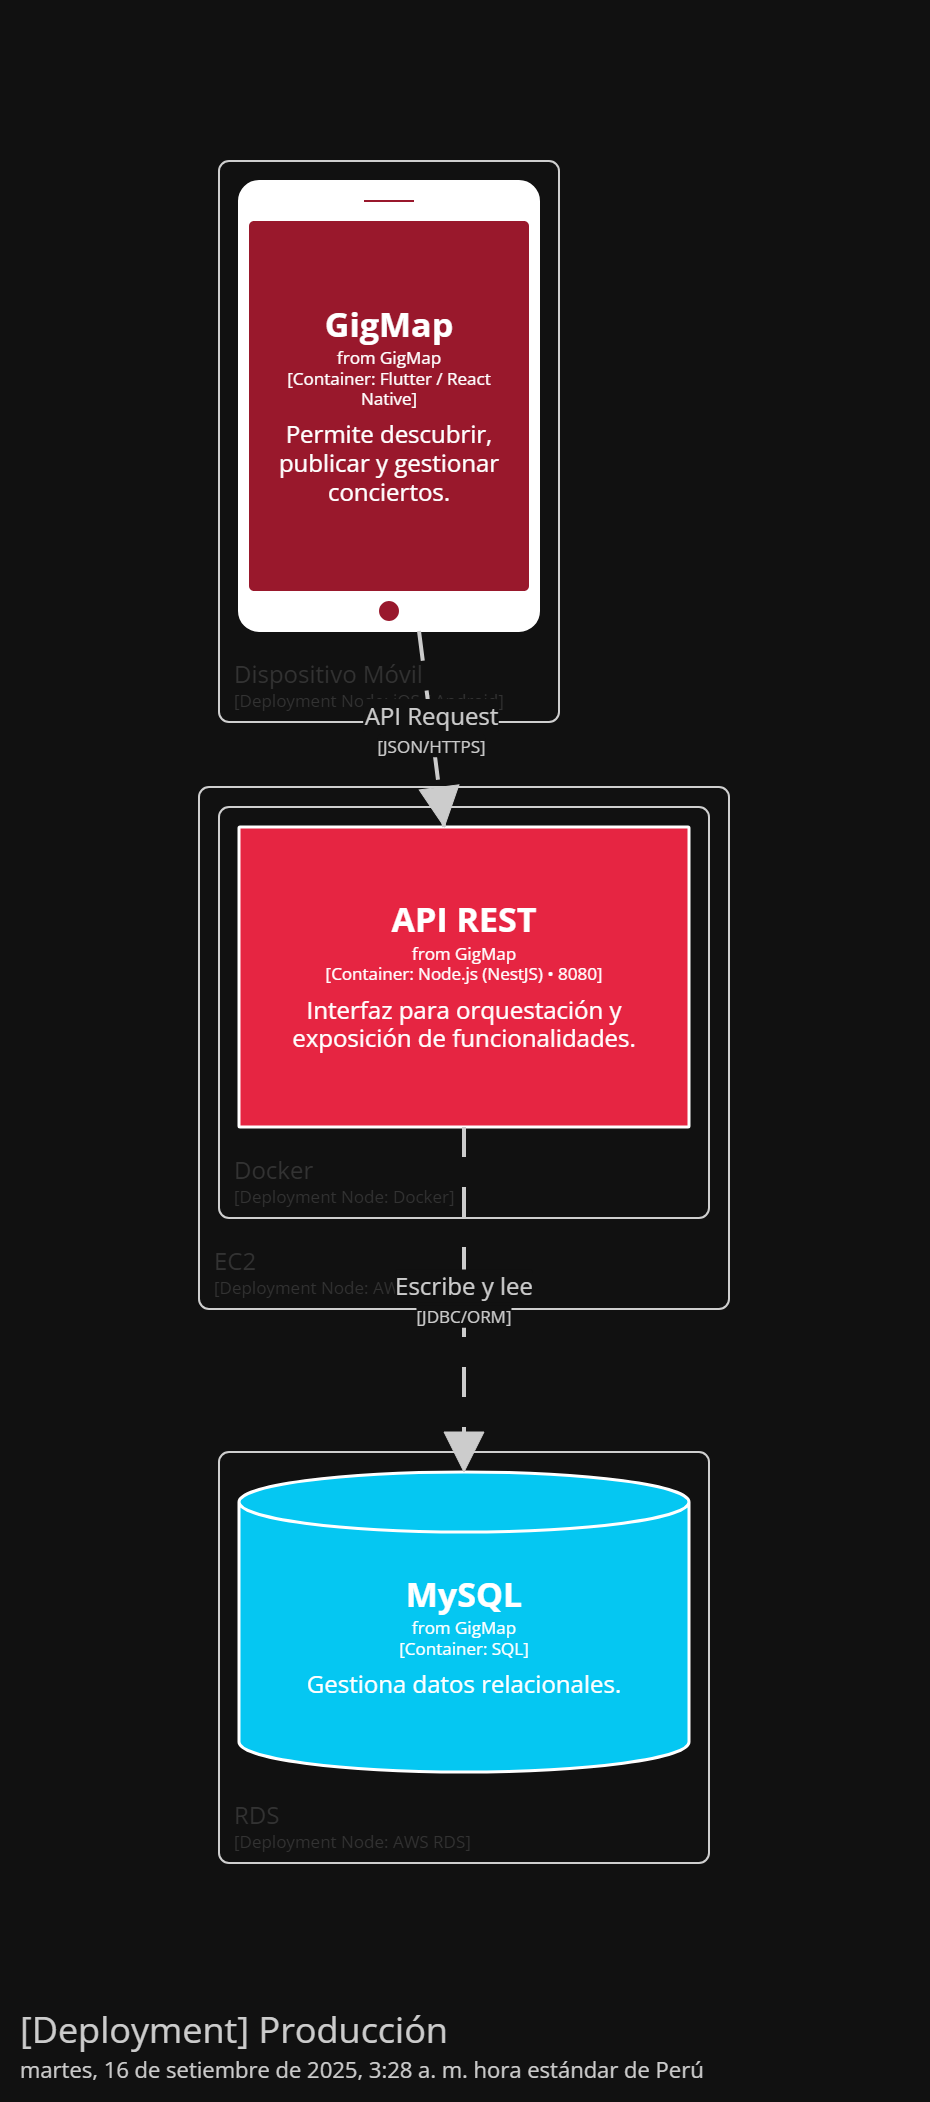 GigMap
from GigMap
[Container: Flutter / React
Native]
Permite descubrir,
publicar y gestionar
conciertos.
Dispositivo Móvil
[Deployment Node: iOS / Android]
API Request
[JSON/HTTPS]
API REST
from GigMap
[Container: Node.js (NestJS) • 8080]
Interfaz para orquestación y
exposición de funcionalidades.
Docker
[Deployment Node: Docker]
EC2
[Deployment Node:
Escribe y lee
[JDBC/ORM]
MySQL
from GigMap
[Container: SQL]
Gestiona datos relacionales.
RDS
[Deployment Node: AWS RDS]
[Deployment] Producción
martes, 16 de setiembre de 2025, 3:28 a. m. hora estándar de Perú